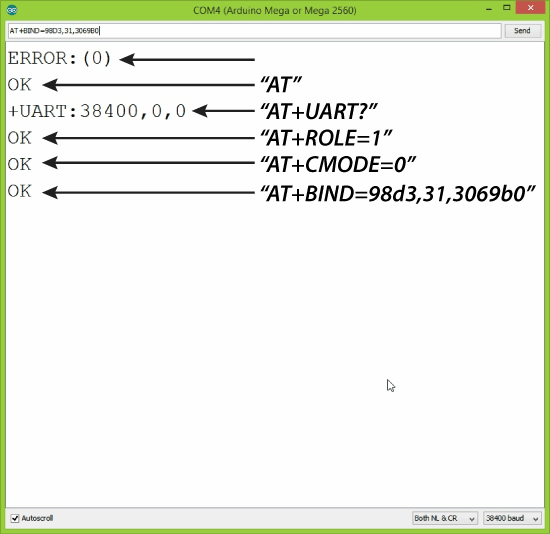 COM4 (Arduino Mega or Mega 2560)
AT+BIND=98D3,31,3069B0
Send
ERROR:(0)
OK “AT”
+UART:38400,0,0 “AT+UART?”
OK “AT+ROLE=1”
OK “AT+CMODE=0”
OK “AT+BIND=98d3,31,3069b0”
Autoscroll
Both NL & CR
38400 baud